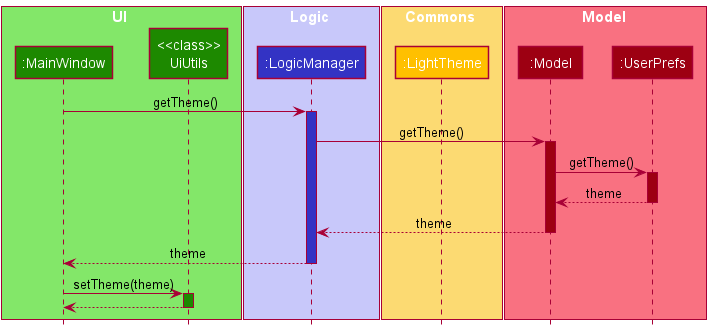 UI
Logic
Commons
Model
:MainWindow
<<class>>
UiUtils
:LogicManager
:LightTheme
:Model
:UserPrefs
getTheme()
getTheme()
getTheme()
theme
theme
theme
setTheme(theme)